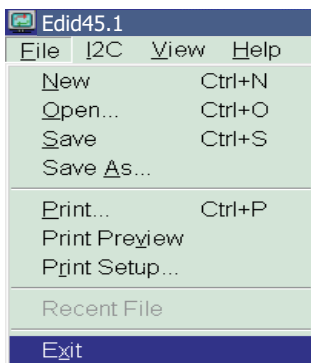 Edid45.1
File I2C View Help
New Ctrl+N
Open... Ctrl+O
Save Ctrl+S
Save As...
Print... Ctrl+P
Print Preview
Print Setup...
Recent File
Exit